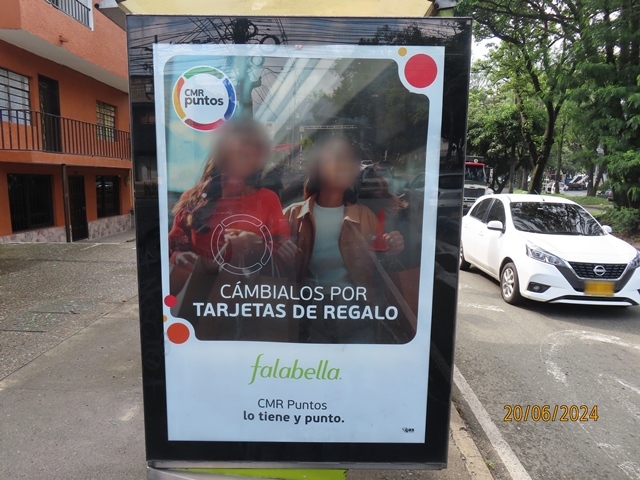 CMR
puntos
CÁMBIALOS POR
TARJETAS DE REGALO
falabella.
CMR Puntos
lo tiene y punto.
20/06/2024